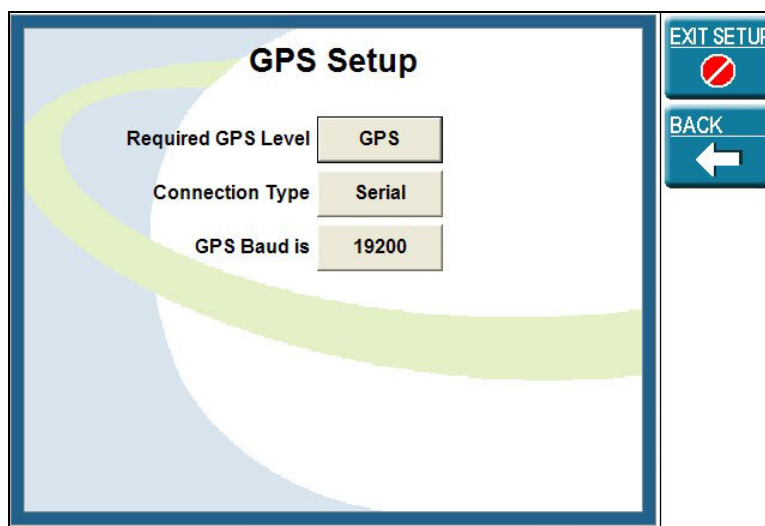 GPS Setup
Required GPS Level GPS
Connection Type Serial
GPS Baud is 19200
EXIT SETUP
BACK